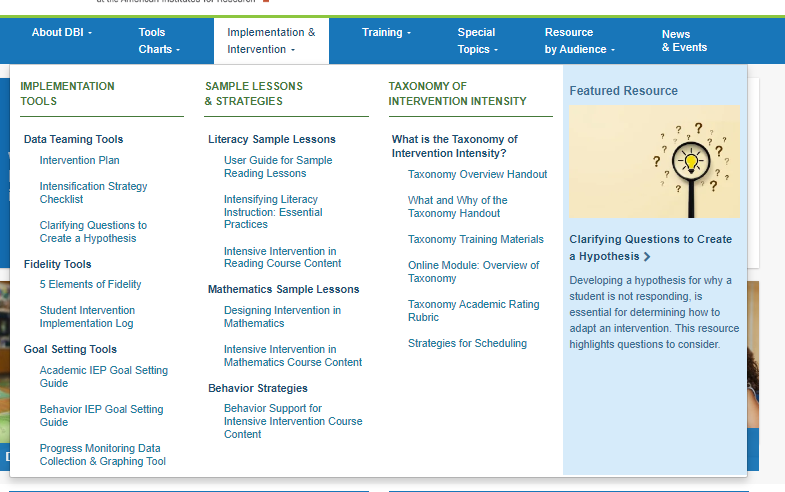 at the American Institutes for Research
About DBI
Tools
Charts
Implementation &
Intervention
Training
Special
Topics
Resource
by Audience
News
& Events
IMPLEMENTATION
TOOLS
Data Teaming Tools
Intervention Plan
Intensification Strategy
Checklist
Clarifying Questions to
Create a Hypothesis
Fidelity Tools
5 Elements of Fidelity
Student Intervention
Implementation Log
Goal Setting Tools
Academic IEP Goal Setting
Guide
Behavior IEP Goal Setting
Guide
Progress Monitoring Data
Collection & Graphing Tool
SAMPLE LESSONS
& STRATEGIES
Literacy Sample Lessons
User Guide for Sample
Reading Lessons
Intensifying Literacy
Instruction: Essential
Practices
Intensive Intervention in
Reading Course Content
Mathematics Sample Lessons
Designing Intervention in
Mathematics
Intensive Intervention in
Mathematics Course Content
Behavior Strategies
Behavior Support for
Intensive Intervention Course
Content
TAXONOMY OF
INTERVENTION INTENSITY
What is the Taxonomy of
Intervention Intensity?
Taxonomy Overview Handout
What and Why of the
Taxonomy Handout
Taxonomy Training Materials
Online Module: Overview of
Taxonomy
Taxonomy Academic Rating
Rubric
Strategies for Scheduling
Featured Resource
Clarifying Questions to Create
a Hypothesis
Developing a hypothesis for why a
student is not responding, is
essential for determining how to
adapt an intervention. This resource
highlights questions to consider.